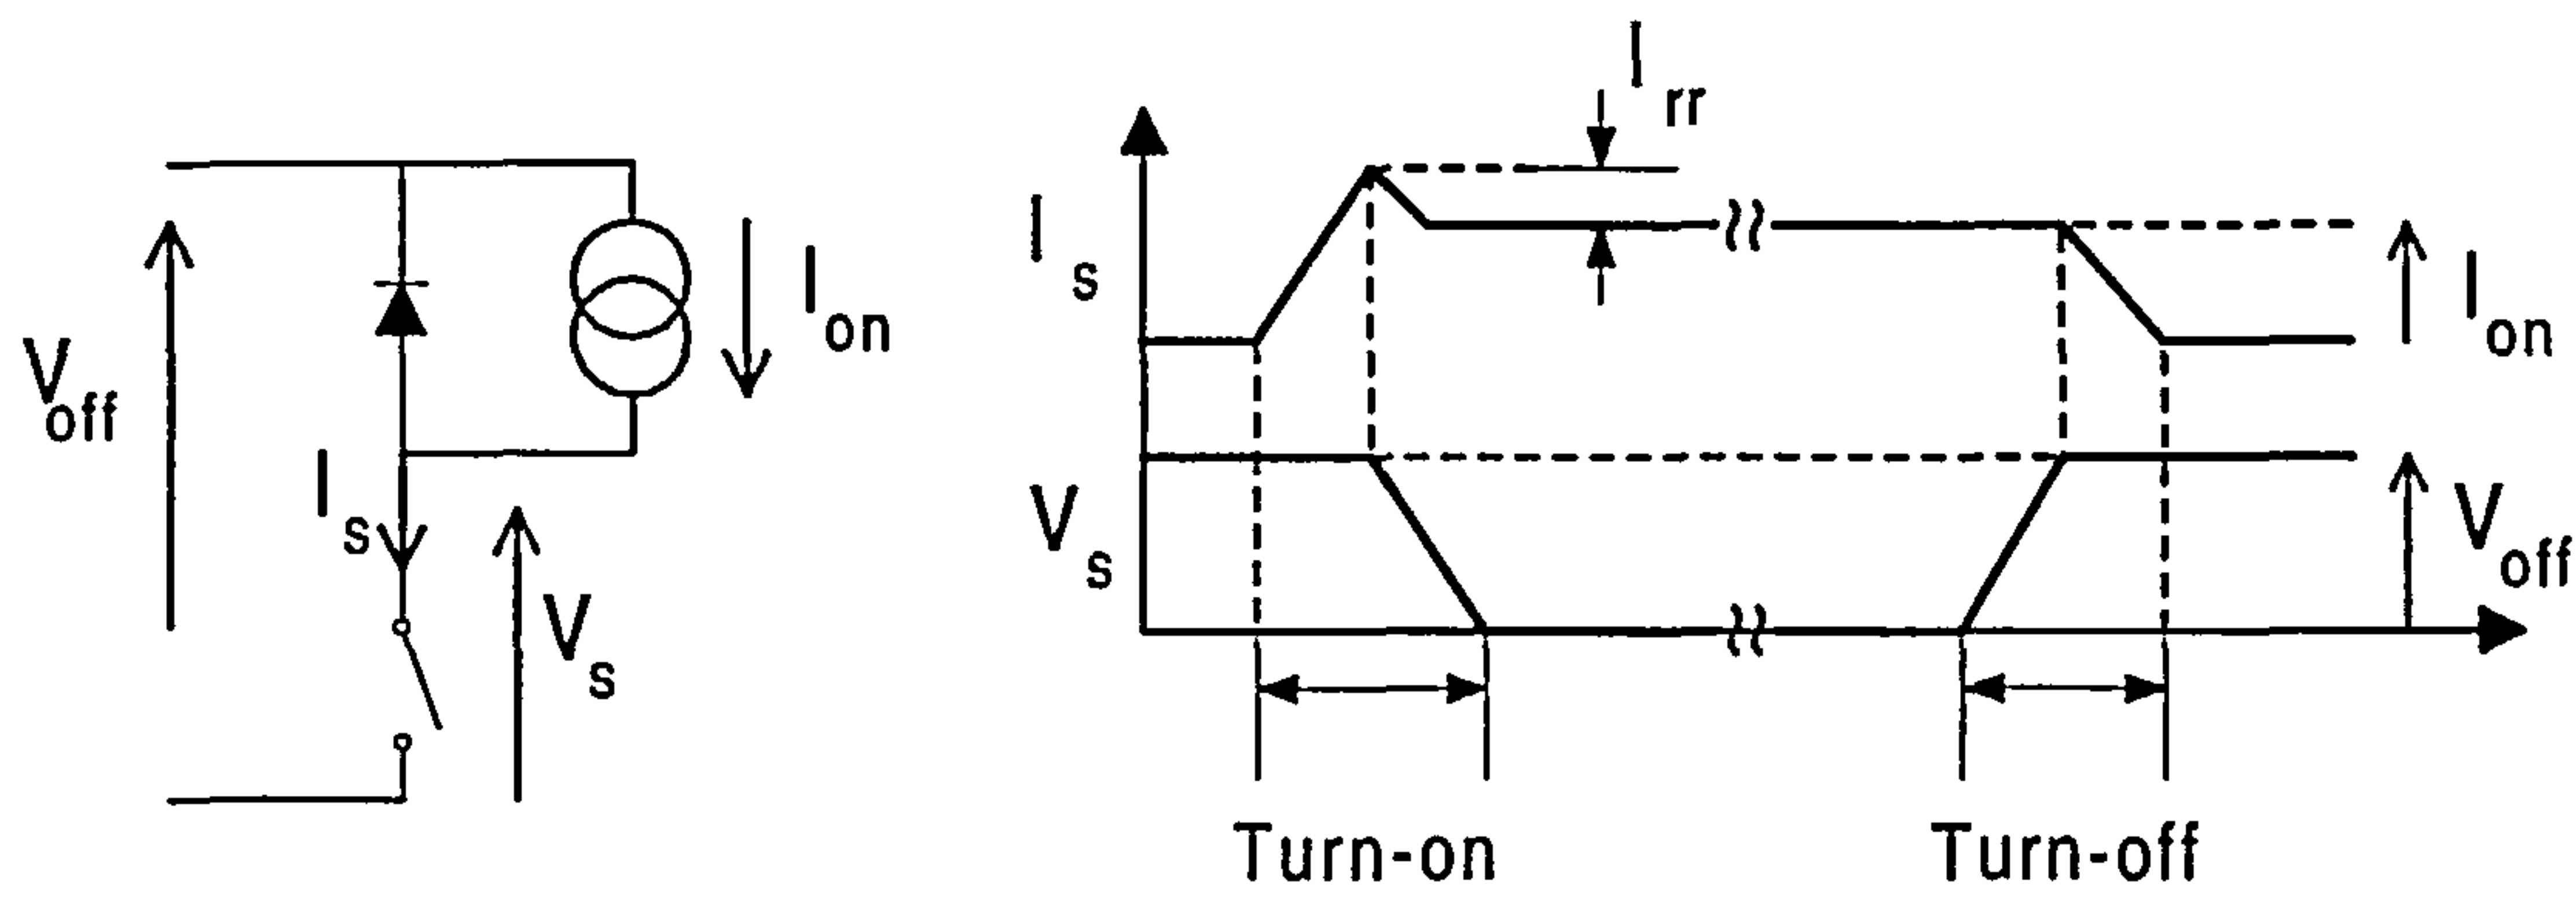 V off
I on
I s
V s
I rr
I s
I on
V s
V off
Turn-on
Turn-off